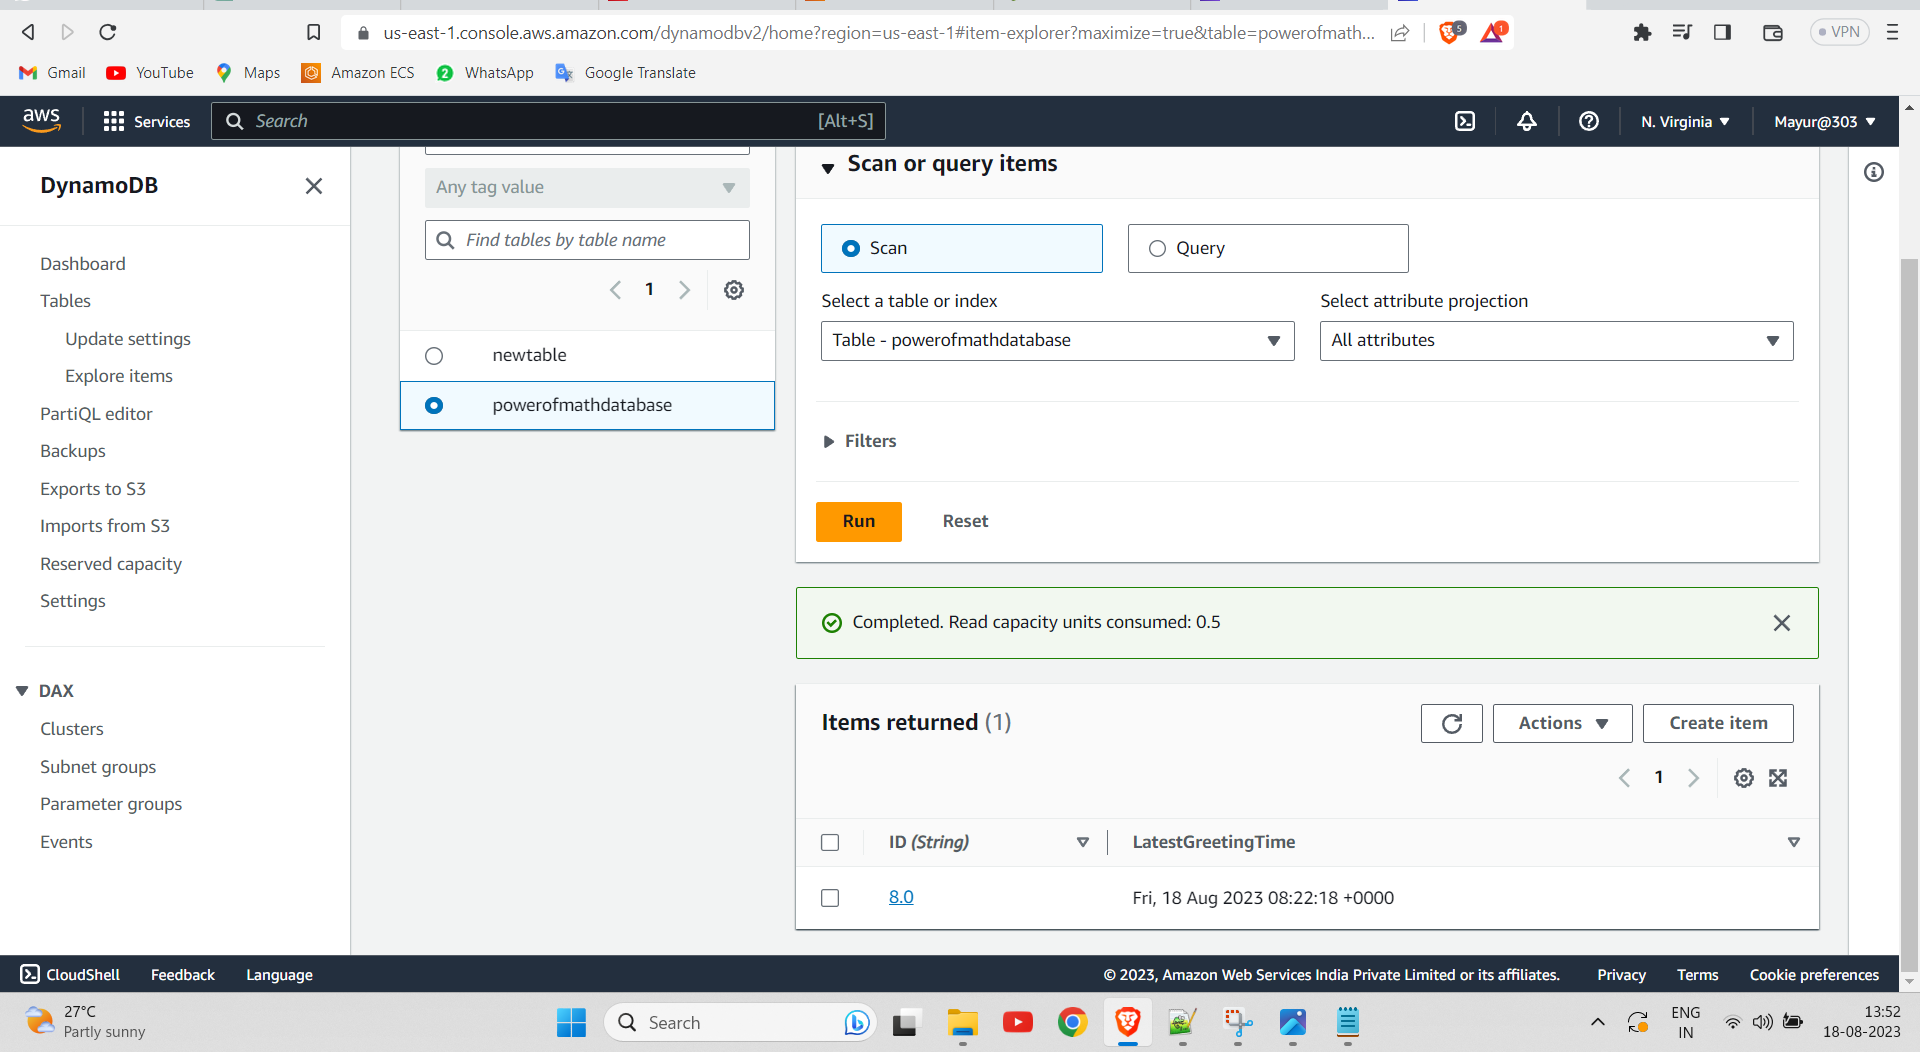 us-east-1.console.aws.amazon.com/dynamodbv2/home?region=us-east-1#item-explorer?maximize=true&table=powerofmath...
5
1
VPN
Gmail
YouTube
Maps
Amazon ECS
2
WhatsApp
Google Translate
aws
Services
Search
[Alt+S]
N. Virginia
Mayur@303
DynamoDB
Dashboard
Tables
Update settings
Explore items
PartiQL editor
Backups
Exports to S3
Imports from S3
Reserved capacity
Settings
DAX
Clusters
Subnet groups
Parameter groups
Events
Any tag value
Find tables by table name
1
newtable
powerofmathdatabase
Scan or query items
Scan
Query
Select a table or index
Select attribute projection
Table - powerofmathdatabase
All attributes
Filters
Run
Reset
Completed. Read capacity units consumed: 0.5
Items returned (1)
Actions
Create item
1
ID (String)
LatestGreetingTime
8.0
Fri, 18 Aug 2023 08:22:18 +0000
CloudShell
Feedback
Language
© 2023, Amazon Web Services India Private Limited or its affiliates.
Privacy
Terms
Cookie preferences
27°C
Partly sunny
Search
ENG
IN
13:52
18-08-2023